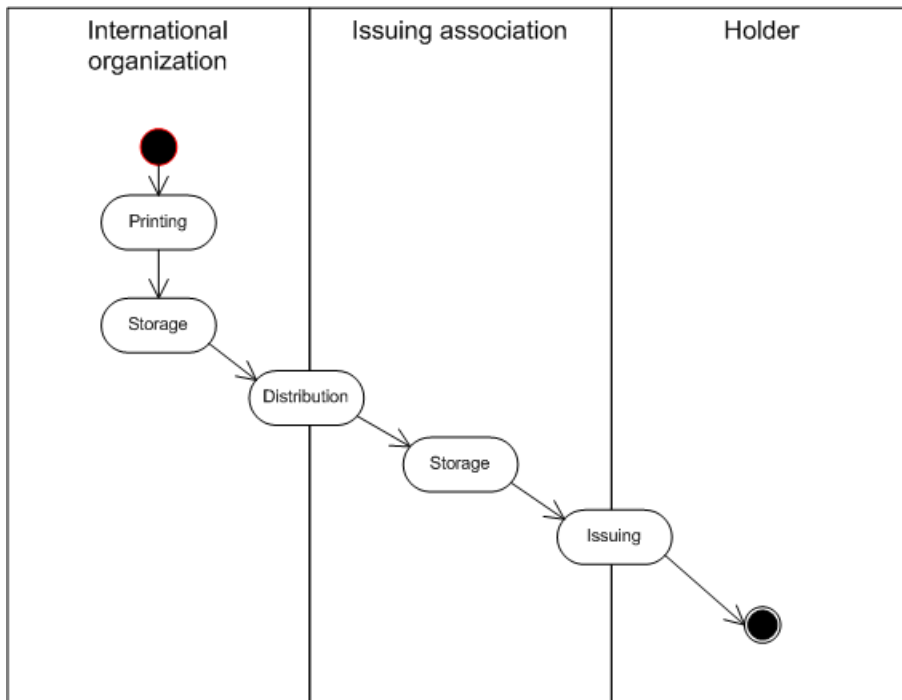 International
organization
Issuing association
Holder
Printing
Storage
Distribution
Storage
Issuing